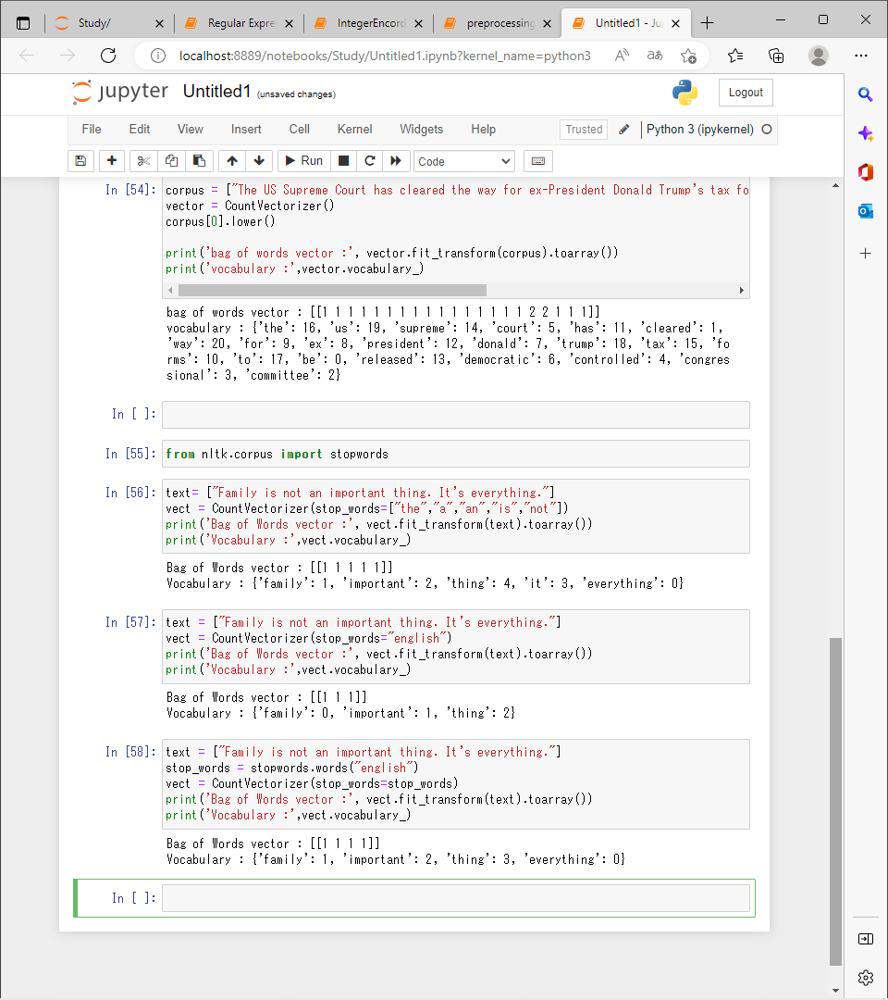 Study/
Regular Expre
IntegerEncord
preprocessing
Untitled1 - Ju
localhost:8889/notebooks/Study/Untitled1.ipynb?kernel_name=python3
jupyter Untitled1 (unsaved changes)
Logout
File Edit View Insert Cell Kernel Widgets Help
Trusted
Python 3 (ipykernel)
Run
Code
In [54]: corpus = ["The US Supreme Court has cleared the way for ex-President Donald Trump's tax fo
vector = CountVectorizer()
corpus[0].lower()
print('bag of words vector :', vector.fit_transform(corpus).toarray())
print('vocabulary :',vector.vocabulary_)
bag of words vector : [[1 1 1 1 1 1 1 1 1 1 1 1 1 1 1 1 2 2 1 1 1]]
vocabulary : {'the': 16, 'us': 19, 'supreme': 14, 'court': 5, 'has': 11, 'cleared': 1,
'way': 20, 'for': 9, 'ex': 8, 'president': 12, 'donald': 7, 'trump': 18, 'tax': 15, 'fo
rms': 10, 'to': 17, 'be': 0, 'released': 13, 'democratic': 6, 'controlled': 4, 'congres
sional': 3, 'committee': 2}
In [ ]:
In [55]: from nltk.corpus import stopwords
In [56]: text= ["Family is not an important thing. It's everything."]
vect = CountVectorizer(stop_words=["the","a","an","is","not"])
print('Bag of Words vector :', vect.fit_transform(text).toarray())
print('Vocabulary :',vect.vocabulary_)
Bag of Words vector : [[1 1 1 1 1]]
Vocabulary : {'family': 1, 'important': 2, 'thing': 4, 'it': 3, 'everything': 0}
In [57]: text = ["Family is not an important thing. It's everything."]
vect = CountVectorizer(stop_words="english")
print('Bag of Words vector :', vect.fit_transform(text).toarray())
print('Vocabulary :',vect.vocabulary_)
Bag of Words vector : [[1 1 1]]
Vocabulary : {'family': 0, 'important': 1, 'thing': 2}
In [58]: text = ["Family is not an important thing. It's everything."]
stop_words = stopwords.words("english")
vect = CountVectorizer(stop_words=stop_words)
print('Bag of Words vector :', vect.fit_transform(text).toarray())
print('Vocabulary :',vect.vocabulary_)
Bag of Words vector : [[1 1 1 1]]
Vocabulary : {'family': 1, 'important': 2, 'thing': 3, 'everything': 0}
In [ ]: